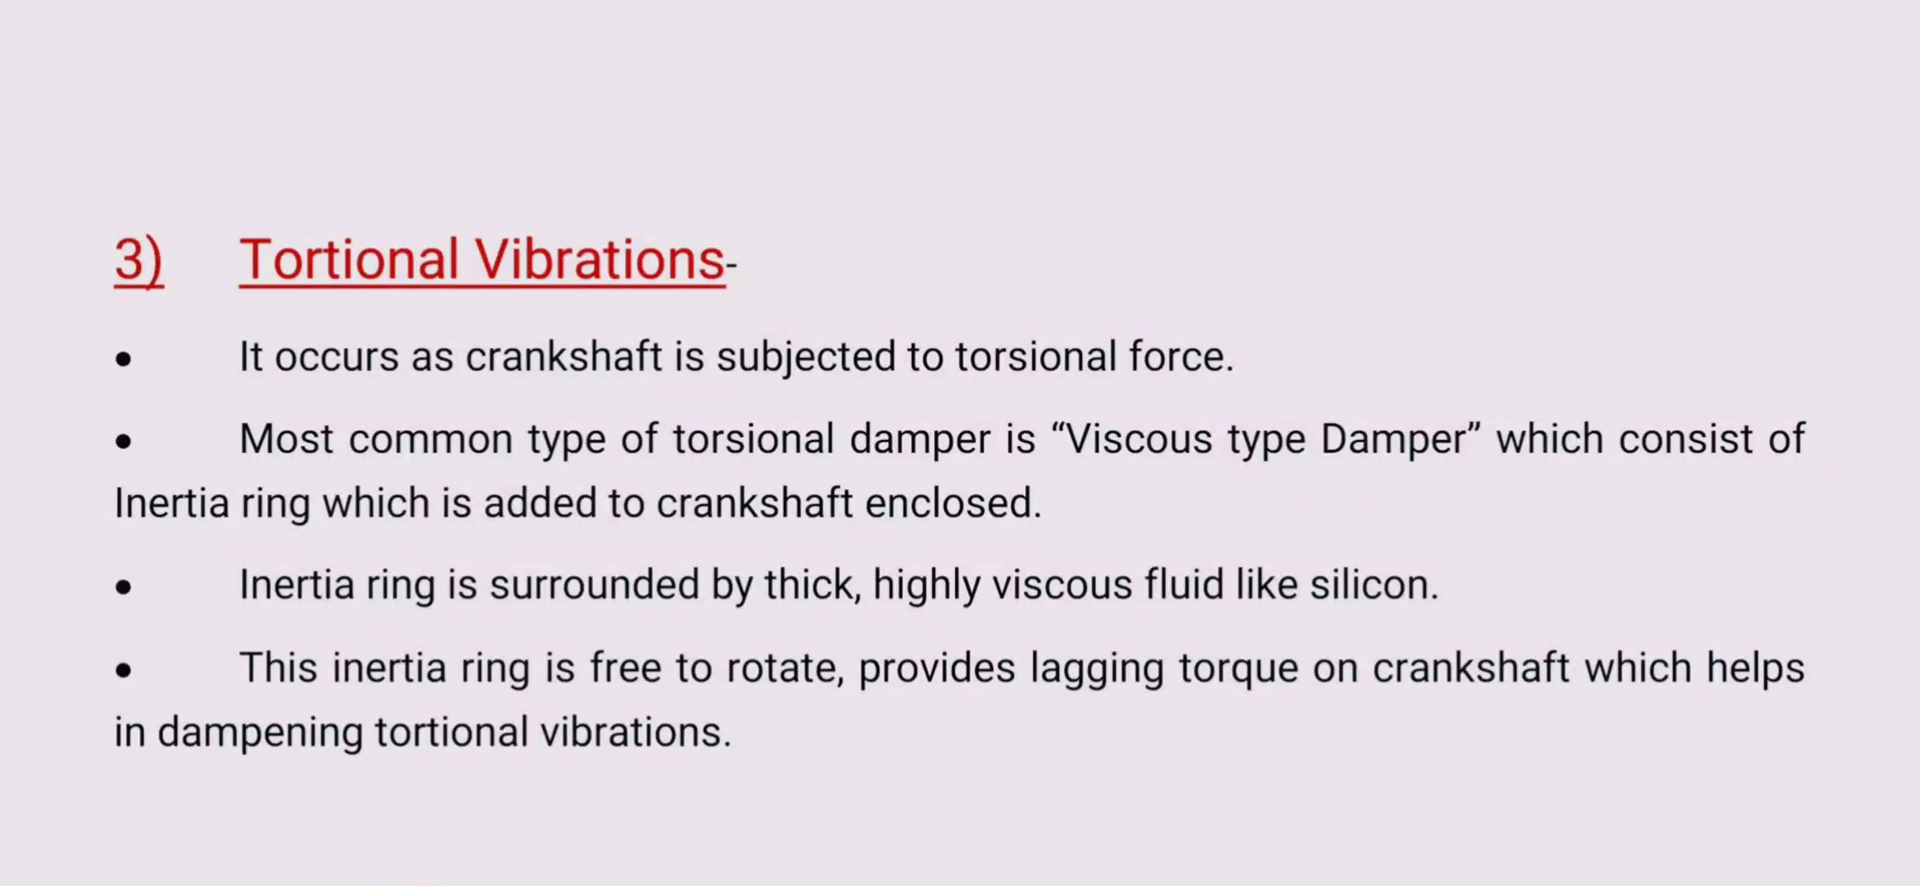 3) Tortional Vibrations-
• It occurs as crankshaft is subjected to torsional force.
• Most common type of torsional damper is “Viscous type Damper” which consist of
Inertia ring which is added to crankshaft enclosed.
• Inertia ring is surrounded by thick, highly viscous fluid like silicon.
• This inertia ring is free to rotate, provides lagging torque on crankshaft which helps
in dampening tortional vibrations.